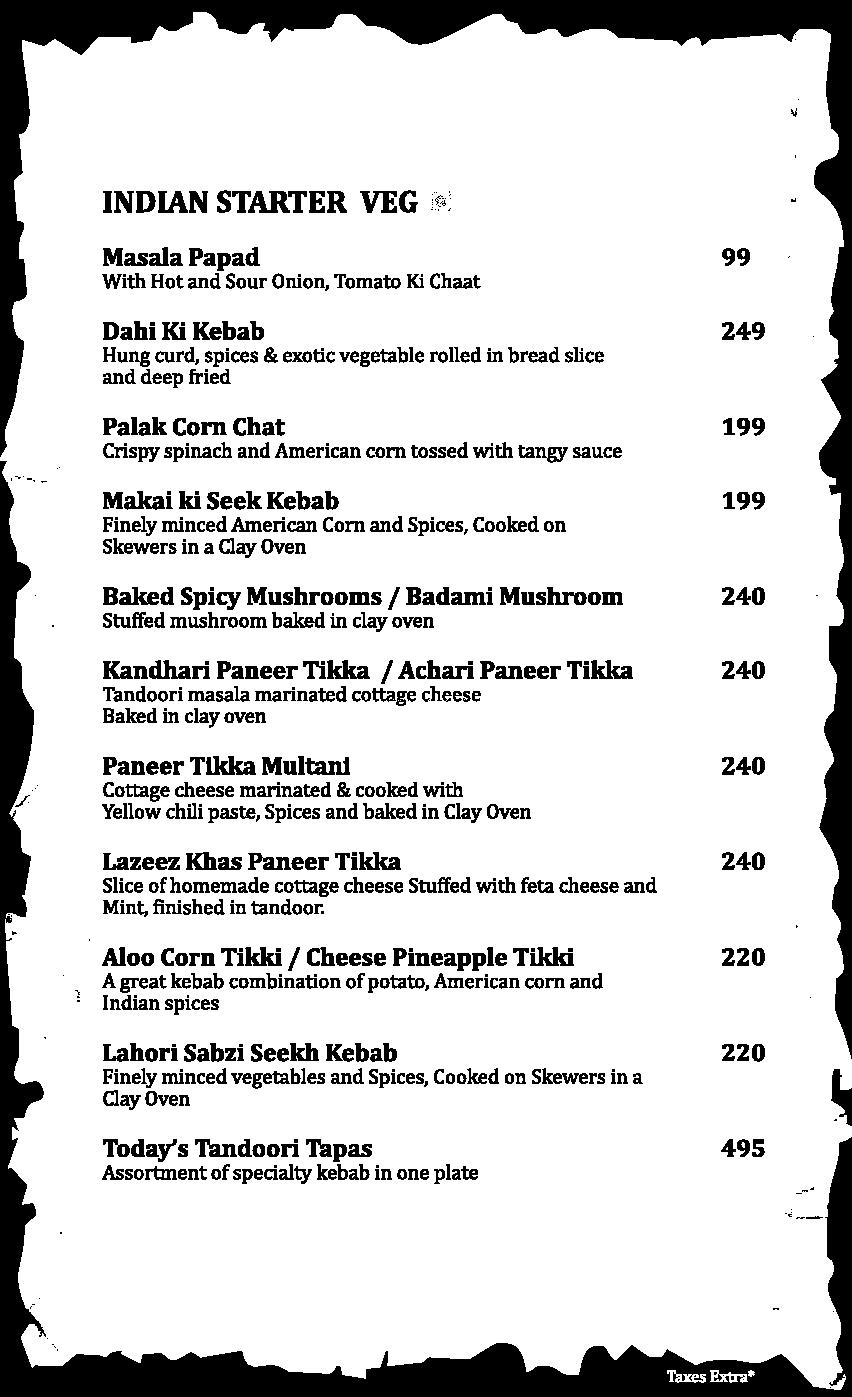 INDIAN STARTER VEG
Masala Papad 99
With Hot and Sour Onion, Tomato Ki Chaat
Dahi Ki Kebab 249
Hung curd, spices & exotic vegetable rolled in bread slice
and deep fried
Palak Corn Chat 199
Crispy spinach and American corn tossed with tangy sauce
Makai ki Seek Kebab 199
Finely minced American Corn and Spices, Cooked on
Skewers in a Clay Oven
Baked Spicy Mushrooms / Badami Mushroom 240
Stuffed mushroom baked in clay oven
Kandhari Paneer Tikka / Achari Paneer Tikka 240
Tandoori masala marinated cottage cheese
Baked in clay oven
Paneer Tikka Multani 240
Cottage cheese marinated & cooked with
Yellow chili paste, Spices and baked in Clay Oven
Lazeez Khas Paneer Tikka 240
Slice of homemade cottage cheese Stuffed with feta cheese and
Mint, finished in tandoor.
Aloo Corn Tikki / Cheese Pineapple Tikki 220
A great kebab combination of potato, American corn and
Indian spices
Lahori Sabzi Seekh Kebab 220
Finely minced vegetables and Spices, Cooked on Skewers in a
Clay Oven
Today's Tandoori Tapas 495
Assortment of specialty kebab in one plate
Taxes Extra*